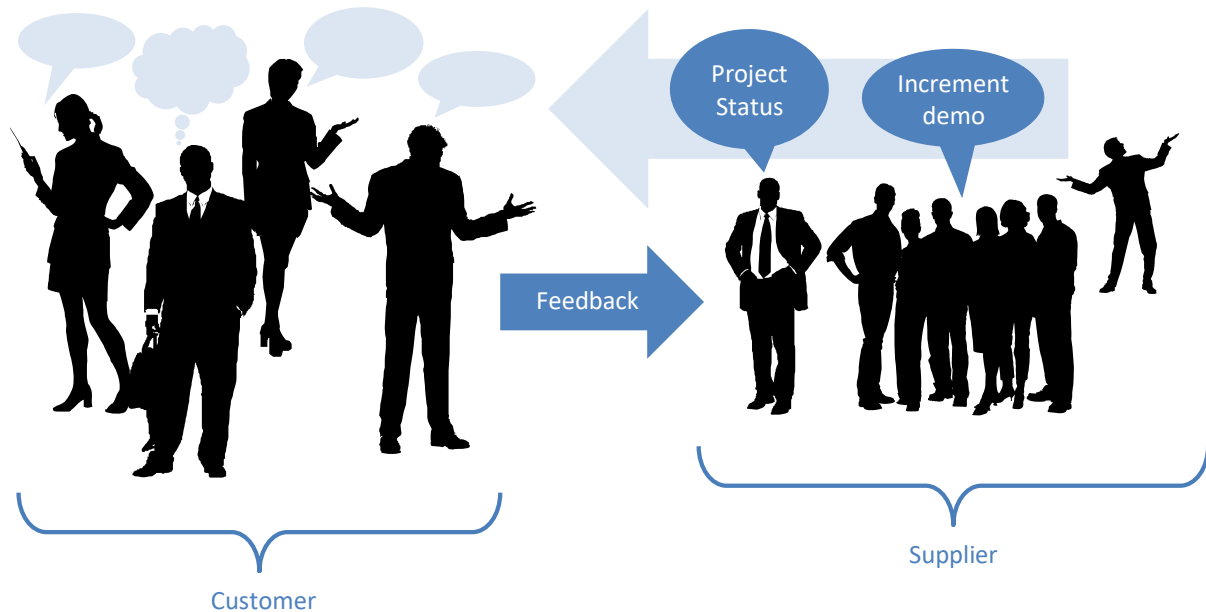 Project
Status
Increment
demo
Feedback
Supplier
Customer